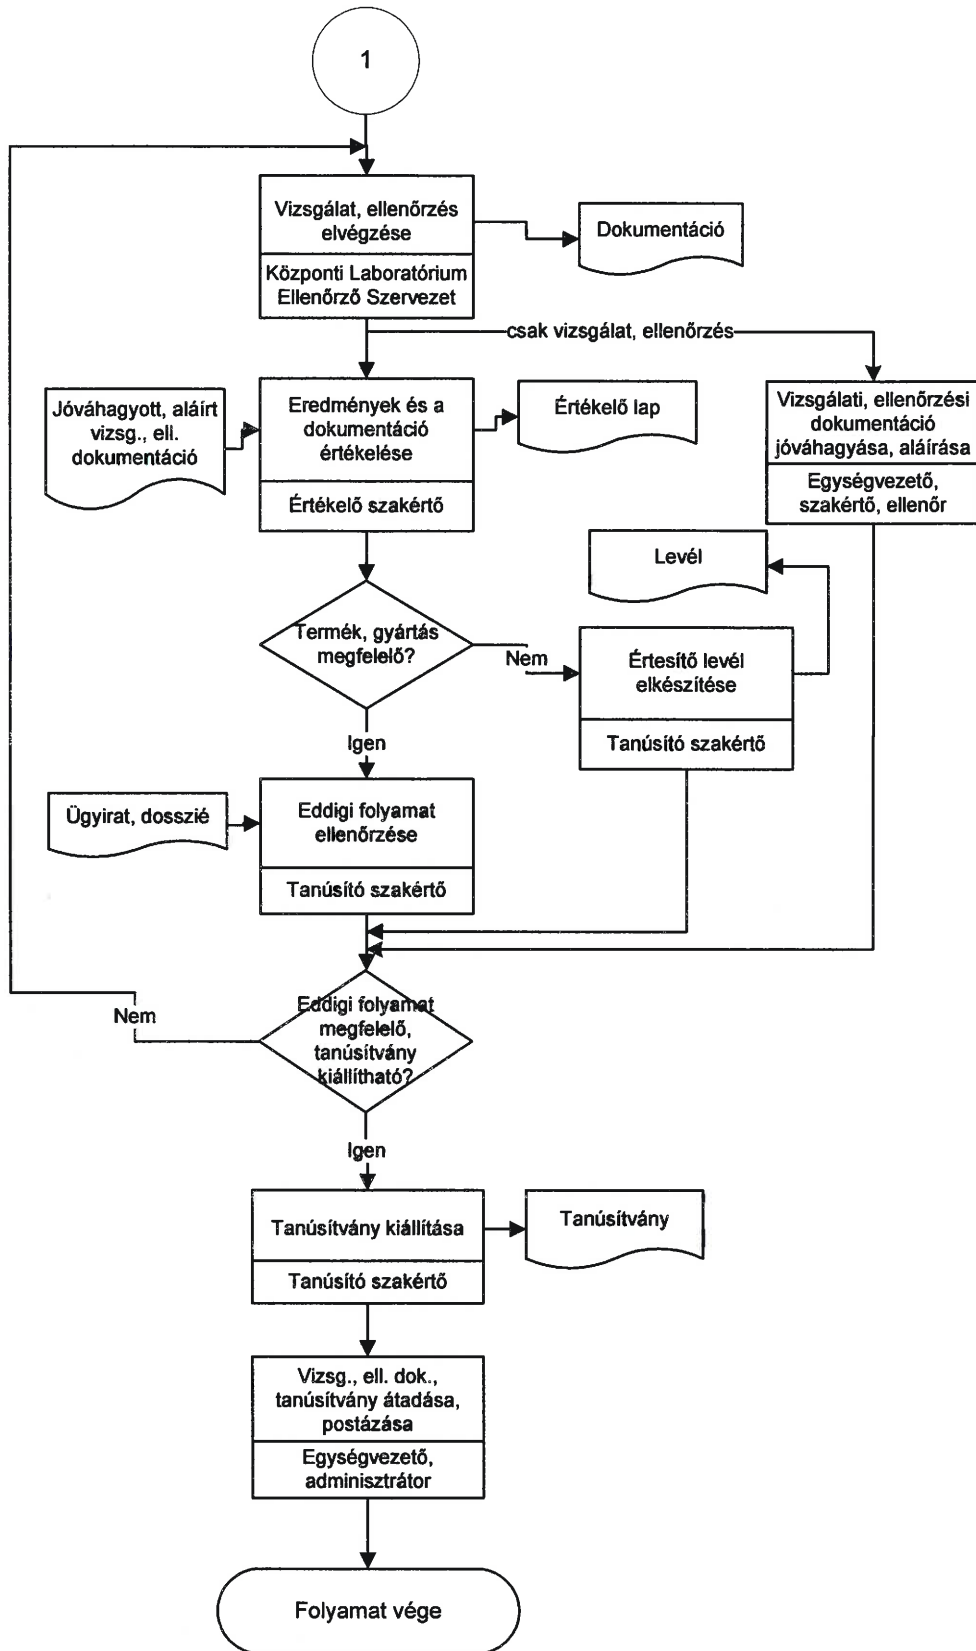 1
Vizsgálat, ellenőrzés
elvégzése
Központi Laboratórium
Ellenőrző Szervezet
Dokumentáció
csak vizsgálat, ellenőrzés
Jóváhagyott, aláírt
vizsg., ell.
dokumentáció
Eredmények és a
dokumentáció
értékelése
Értékelő szakértő
Értékelő lap
Vizsgálati, ellenőrzési
dokumentáció
jóváhagyása, aláírása
Egységvezető,
szakértő, ellenőr
Levél
Termék, gyártás
megfelelő?
Nem
Értesítő levél
elkészítése
Tanúsító szakértő
Igen
Ügyirat, dosszié
Eddigi folyamat
ellenőrzése
Tanúsító szakértő
Eddigi folyamat
megfelelő,
tanúsítvány
kiállítható?
Nem
Igen
Tanúsítvány kiállítása
Tanúsító szakértő
Tanúsítvány
Vizsg., ell. dok.,
tanúsítvány átadása,
postázása
Egységvezető,
adminisztrátor
Folyamat vége